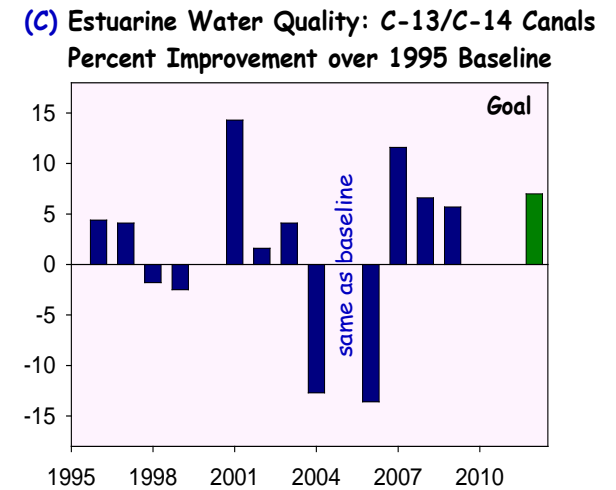 (C) Estuarine Water Quality: C-13/C-14 Canals
Percent Improvement over 1995 Baseline
Goal
15
10
5
0
-5
-10
-15
same as baseline
1995 1998 2001 2004 2007 2010